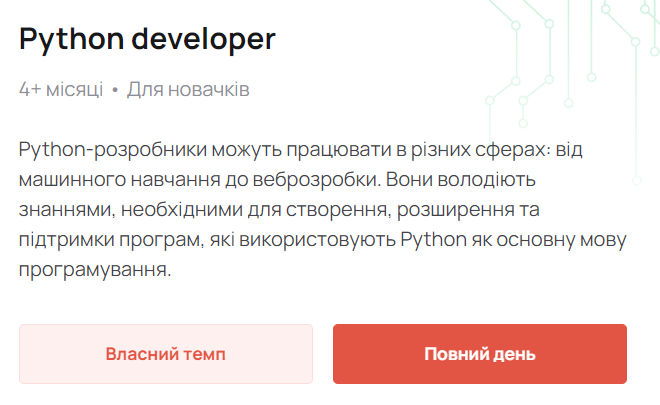 Python developer
4+ місяці • Для новачків
Python-розробники можуть працювати в різних сферах: від
машинного навчання до веброзробки. Вони володіють
знаннями, необхідними для створення, розширення та
підтримки програм, які використовують Python як основну мову
програмування.
Власний темп
Повний день